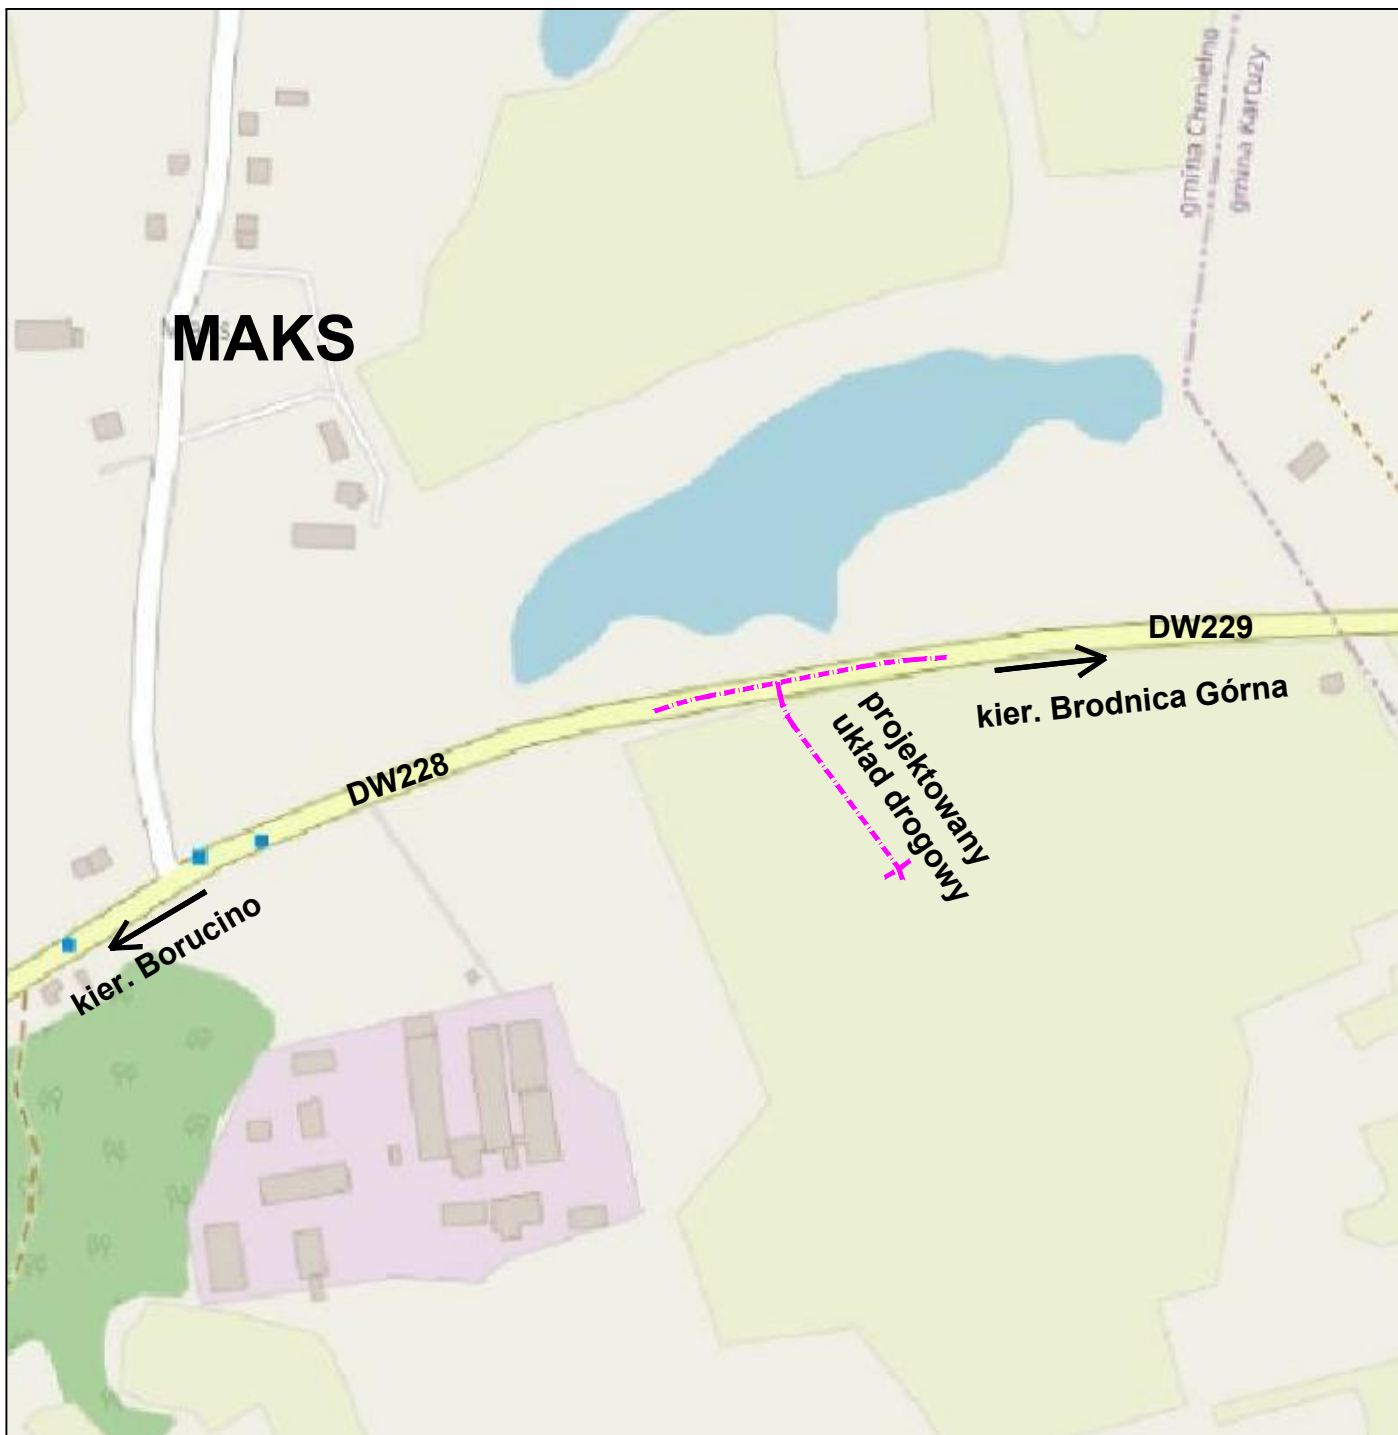 gmina Chmielno
gmina Kartuzy
MAKS
DW229
kier. Brodnica Górna
projektowany
układ drogowy
DW228
kier. Borucino